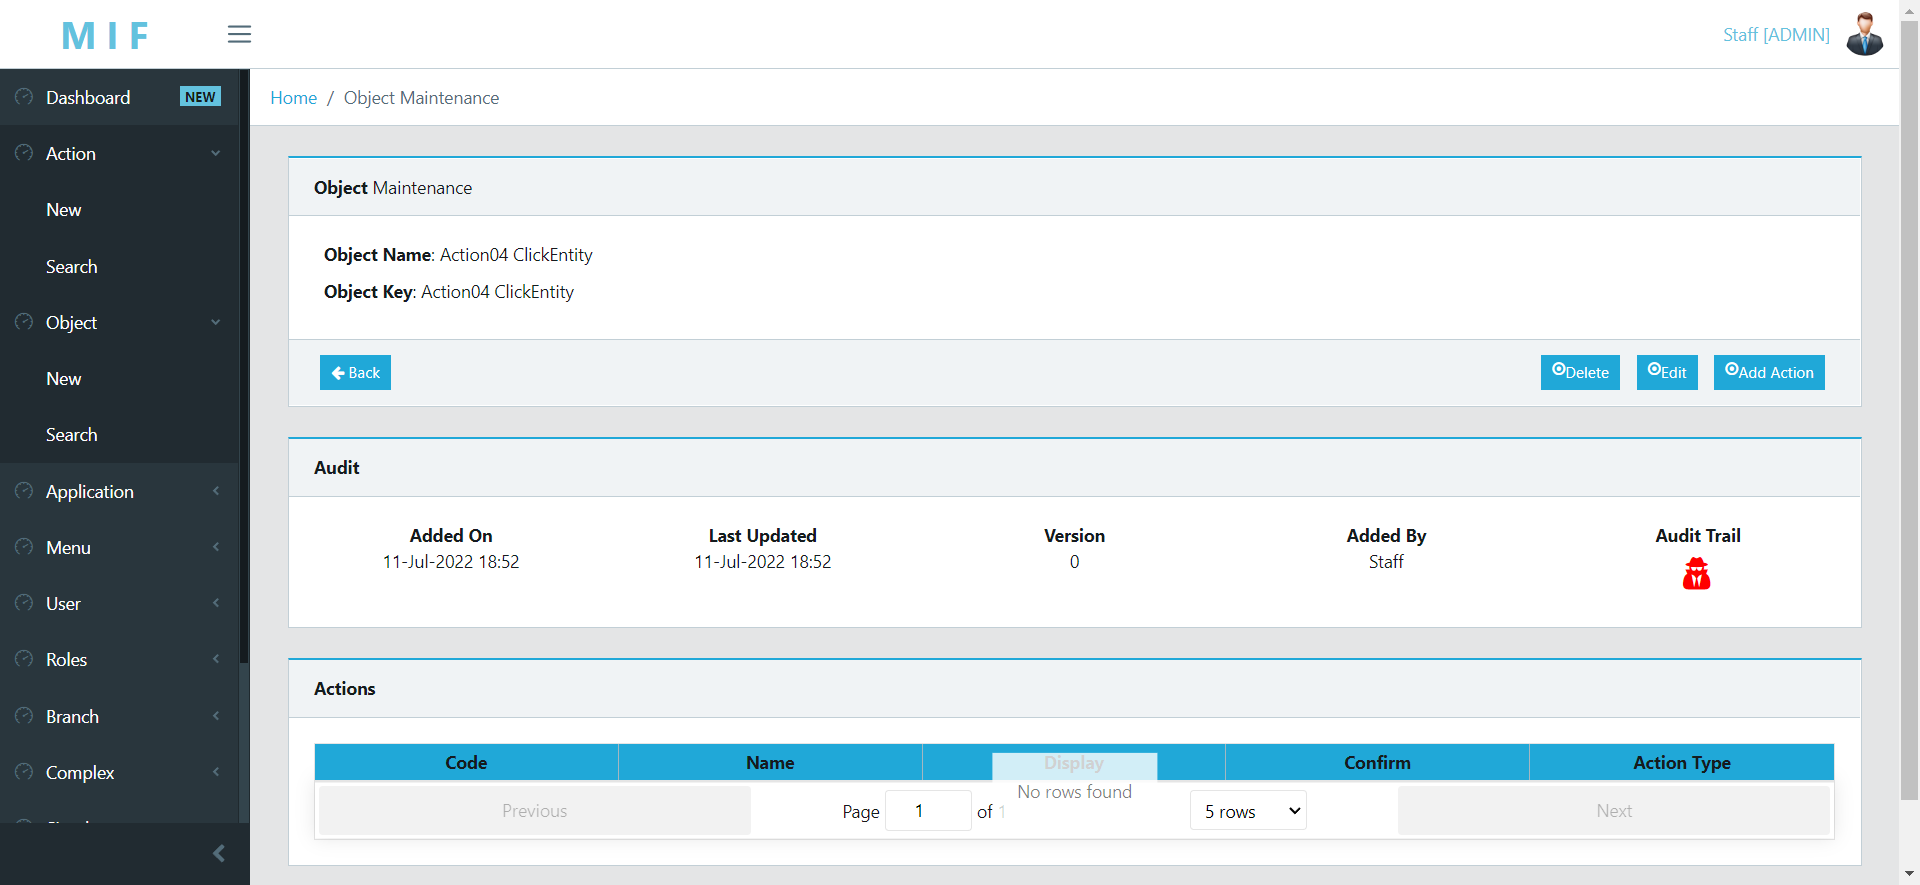 M I F
Staff [ADMIN]
Dashboard NEW
Action
New
Search
Object
New
Search
Application
Menu
User
Roles
Branch
Complex
Home / Object Maintenance
Object Maintenance
Object Name: Action04 ClickEntity
Object Key: Action04 ClickEntity
Back Delete Edit Add Action
Audit
Added On Last Updated Version Added By Audit Trail
11-Jul-2022 18:52 11-Jul-2022 18:52 0 Staff
Actions
Code Name Display Confirm Action Type
No rows found
Previous Page 1 of 1 5 rows Next